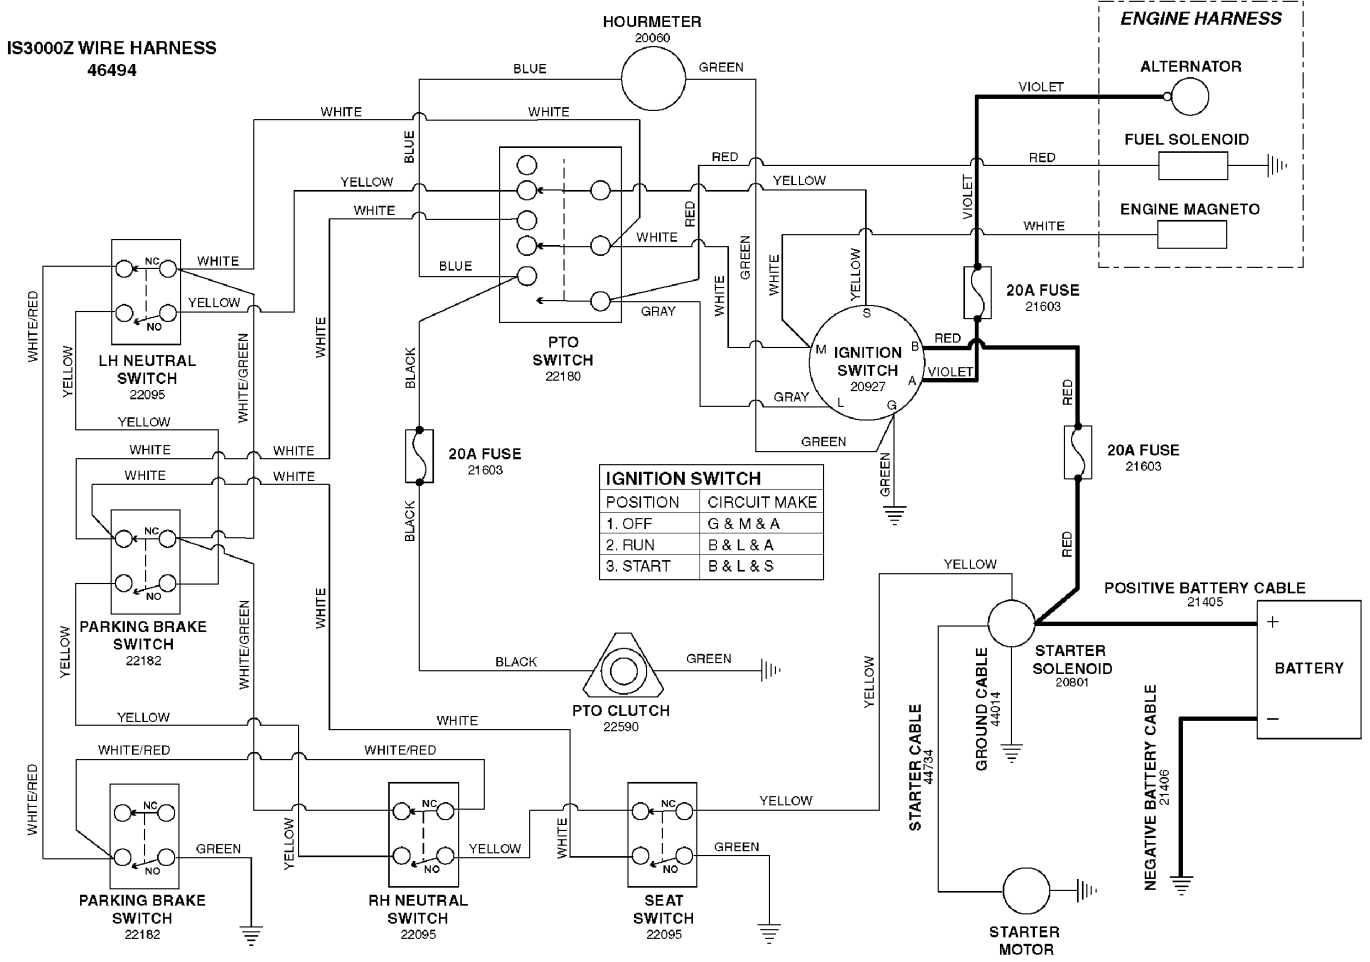 HOURMETER
20060
ENGINE HARNESS
IS3000Z WIRE HARNESS
46494
BLUE
GREEN
ALTERNATOR
VIOLET
WHITE
WHITE
WHITE
BLUE
FUEL SOLENOID
RED
RED
YELLOW
WHITE
YELLOW
VIOLET
RED
ENGINE MAGNETO
WHITE
WHITE
GREEN
WHITE
BLUE
WHITE
NC
YELLOW
NO
YELLOW
WHITE
GRAY
20A FUSE
21603
WHITE/RED
LH NEUTRAL
SWITCH
22095
YELLOW
WHITE/GREEN
WHITE
PTO
SWITCH
22180
BLACK
S
M
B
A
L
G
IGNITION
SWITCH
20927
RED
VIOLET
GRAY
RED
YELLOW
WHITE
WHITE
WHITE
WHITE
20A FUSE
21603
GREEN
GREEN
20A FUSE
21603
IGNITION SWITCH
POSITION CIRCUIT MAKE
1. OFF G & M & A
2. RUN B & L & A
3. START B & L & S
BLACK
RED
NC
NO
YELLOW
PARKING BRAKE
SWITCH
22182
YELLOW
WHITE/GREEN
WHITE
POSITIVE BATTERY CABLE
21405
+
BATTERY
−
STARTER
SOLENOID
20801
BLACK
GREEN
PTO CLUTCH
22590
YELLOW
GROUND CABLE
44014
STARTER CABLE
44734
NEGATIVE BATTERY CABLE
21406
YELLOW
WHITE
WHITE/RED
WHITE/RED
WHITE/RED
NC
NO
GREEN
YELLOW
NC
NO
YELLOW
WHITE
NC
NO
YELLOW
GREEN
PARKING BRAKE
SWITCH
22182
RH NEUTRAL
SWITCH
22095
SEAT
SWITCH
22095
STARTER
MOTOR